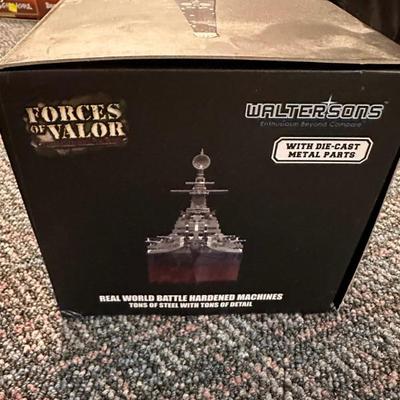 FORCES
OF VALOR
WALTERSONS
Enthusiasm Beyond Compare
WITH DIE-CAST
METAL PARTS
REAL WORLD BATTLE HARDENED MACHINES
TONS OF STEEL WITH TONS OF DETAIL